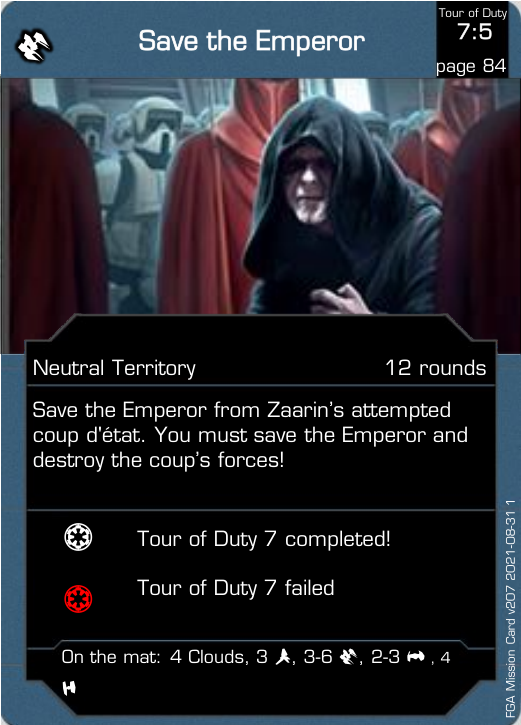 Save the Emperor
Tour of Duty
7:5
page 84
Neutral Territory 12 rounds
Save the Emperor from Zaarin’s attempted
coup d'état. You must save the Emperor and
destroy the coup’s forces!
Tour of Duty 7 completed!
Tour of Duty 7 failed
On the mat: 4 Clouds, 3 , 3-6 , 2-3 , 4
FGA Mission Card v207 2021-08-31 1